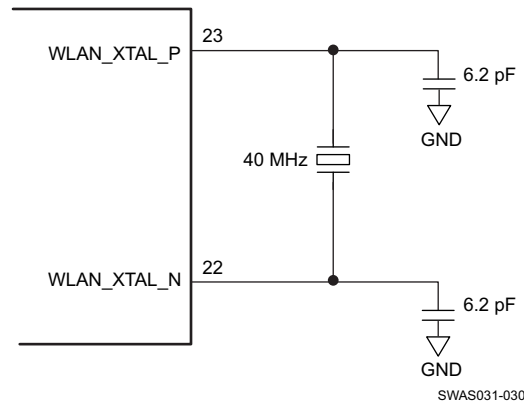 23
WLAN_XTAL_P
6.2 pF
GND
40 MHz
22
WLAN_XTAL_N
6.2 pF
GND
SWAS031-030